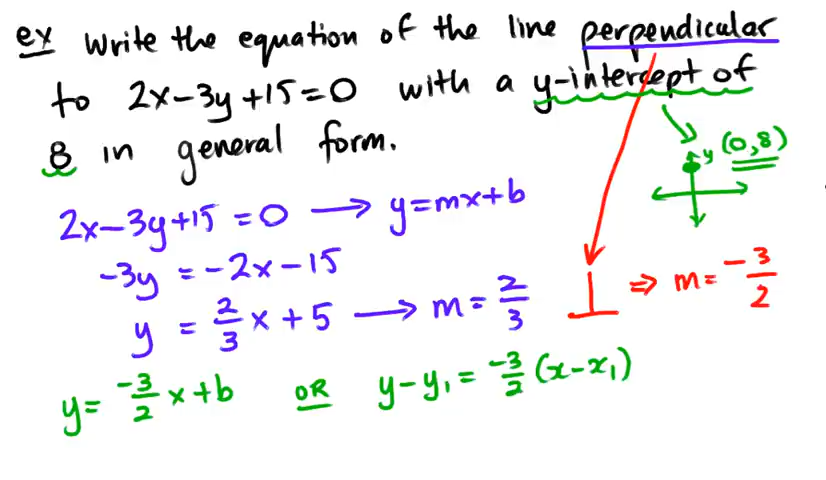 ex Write the equation of the line perpendicular
to 2x-3y+15=0 with a y-intercept of
8 in general form.
y (0,8)
2x-3y+15=0 → y=mx+b
-3y = -2x-15
y = 2/3 x + 5 → m = 2/3
⊥ ⇒ m = -3/2
y = -3/2 x + b OR y-y₁ = -3/2 (x-x₁)